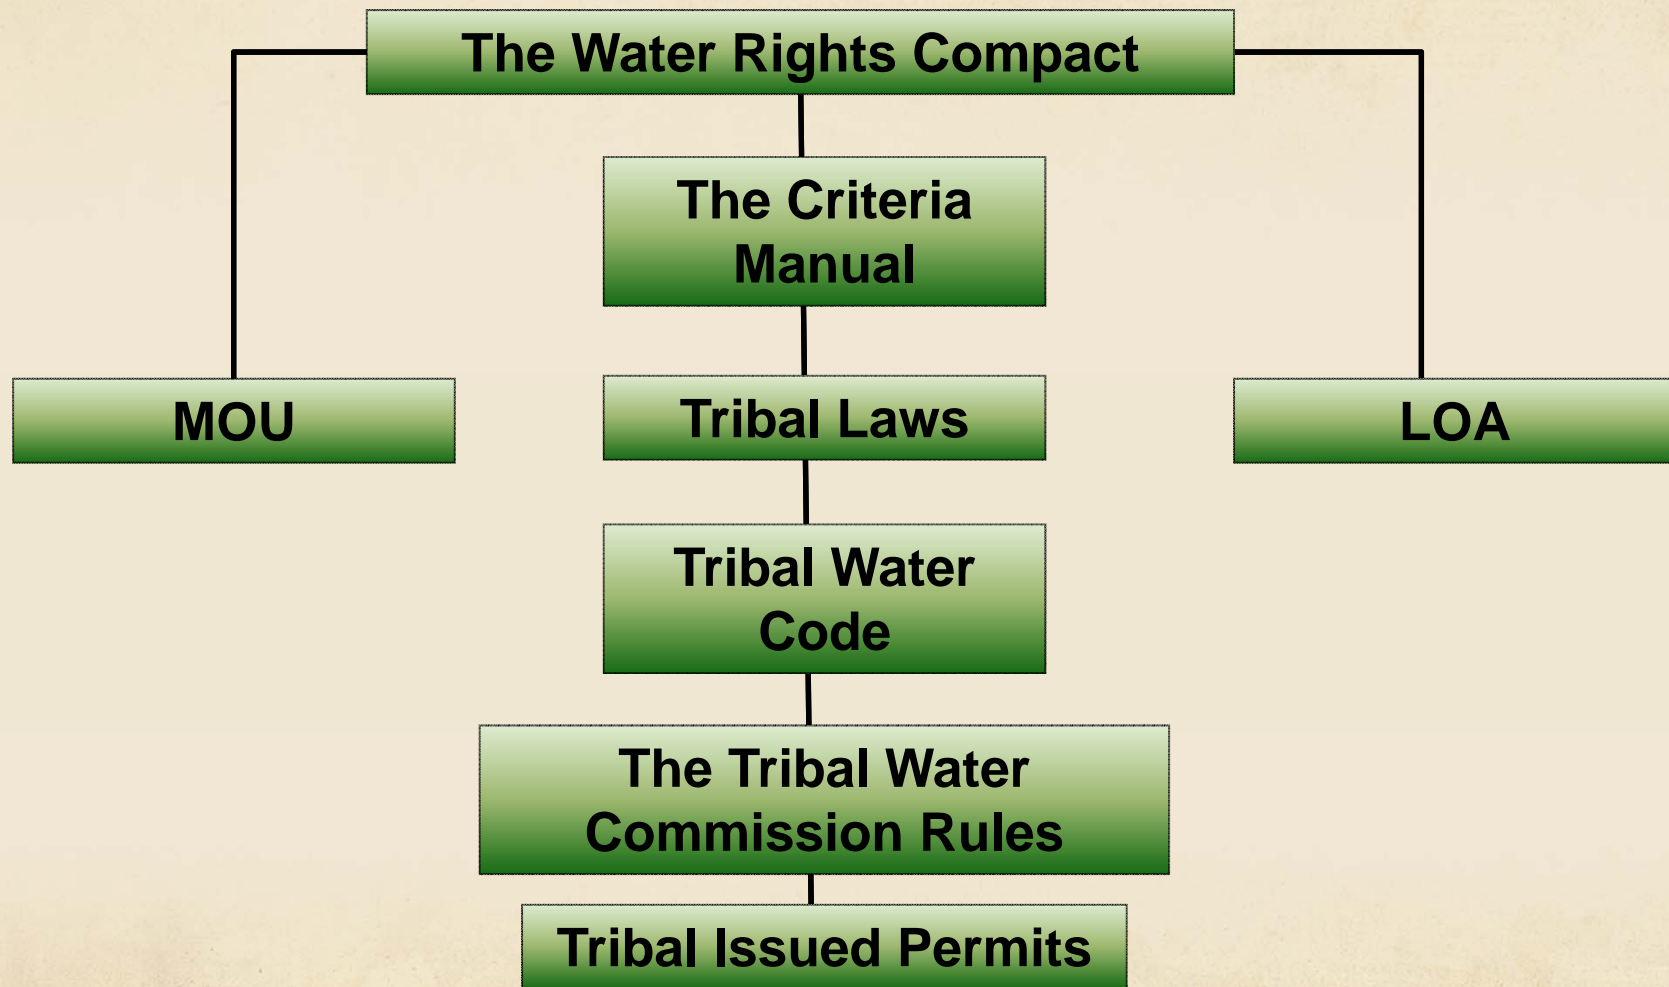 The Water Rights Compact
The Criteria
Manual
MOU
Tribal Laws
LOA
Tribal Water
Code
The Tribal Water
Commission Rules
Tribal Issued Permits